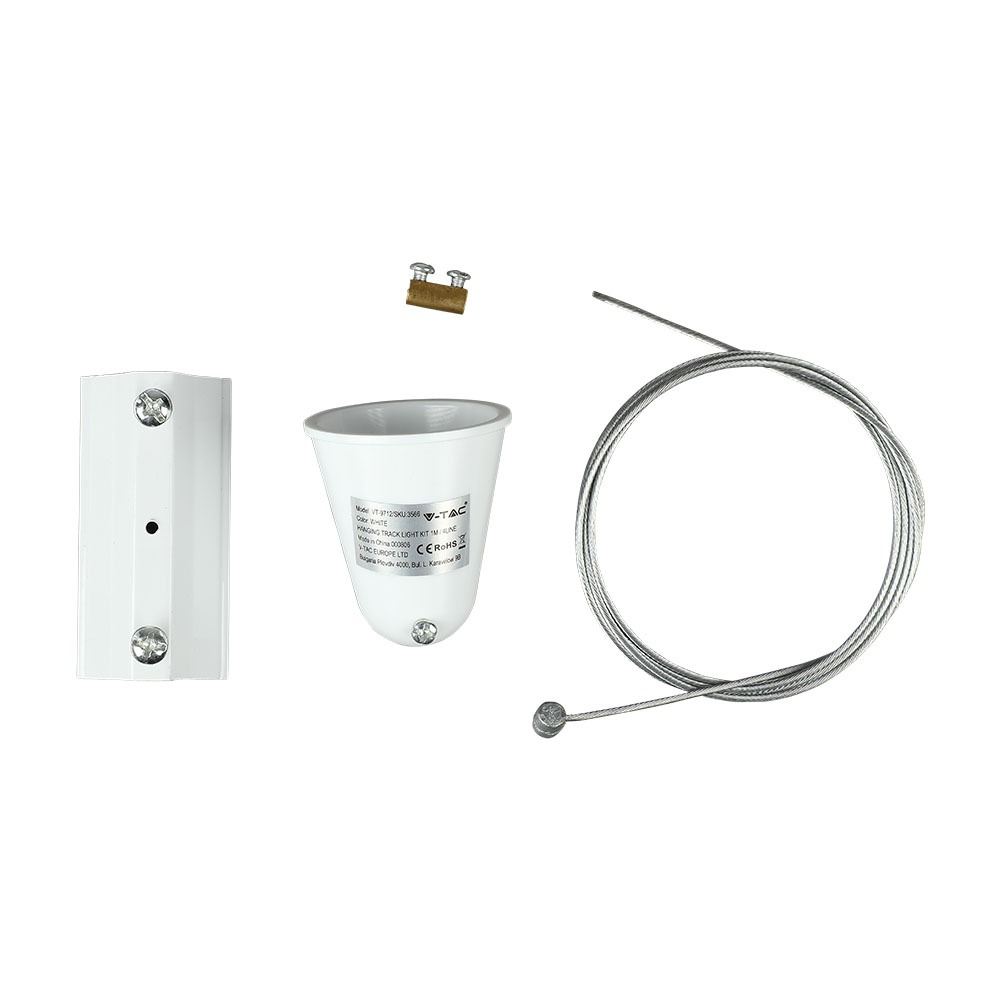 Model: VT-9712/SKU:3566
V-TAC
Color: WHITE
HANGING TRACK LIGHT KIT 1M / 4LINE
Made in China 000806
CE RoHS
V-TAC EUROPE LTD
Bulgaria Plovdiv 4000, Bul. L. Karavelow 9B